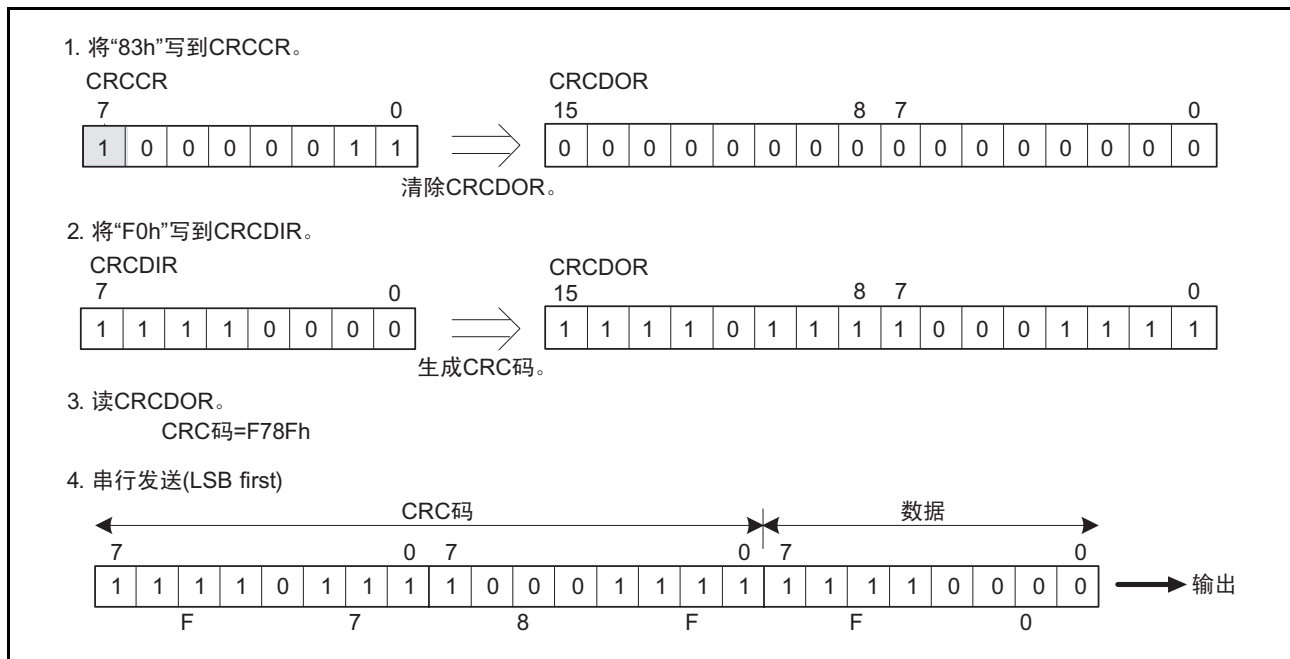 1. 将“83h”写到CRCCR。
CRCCR
CRCDOR
7 0
15 8 7 0
1 0 0 0 0 0 1 1
0 0 0 0 0 0 0 0 0 0 0 0 0 0 0 0
清除CRCDOR。
2. 将“F0h”写到CRCDIR。
CRCDIR
CRCDOR
7 0
15 8 7 0
1 1 1 1 0 0 0 0
1 1 1 1 0 1 1 1 1 0 0 0 1 1 1 1
生成CRC码。
3. 读CRCDOR。
CRC码=F78Fh
4. 串行发送(LSB first)
CRC码 数据
7 0 7 0 7 0
1 1 1 1 0 1 1 1 1 0 0 0 1 1 1 1 1 1 1 1 0 0 0 0 输出
F 7 8 F F 0